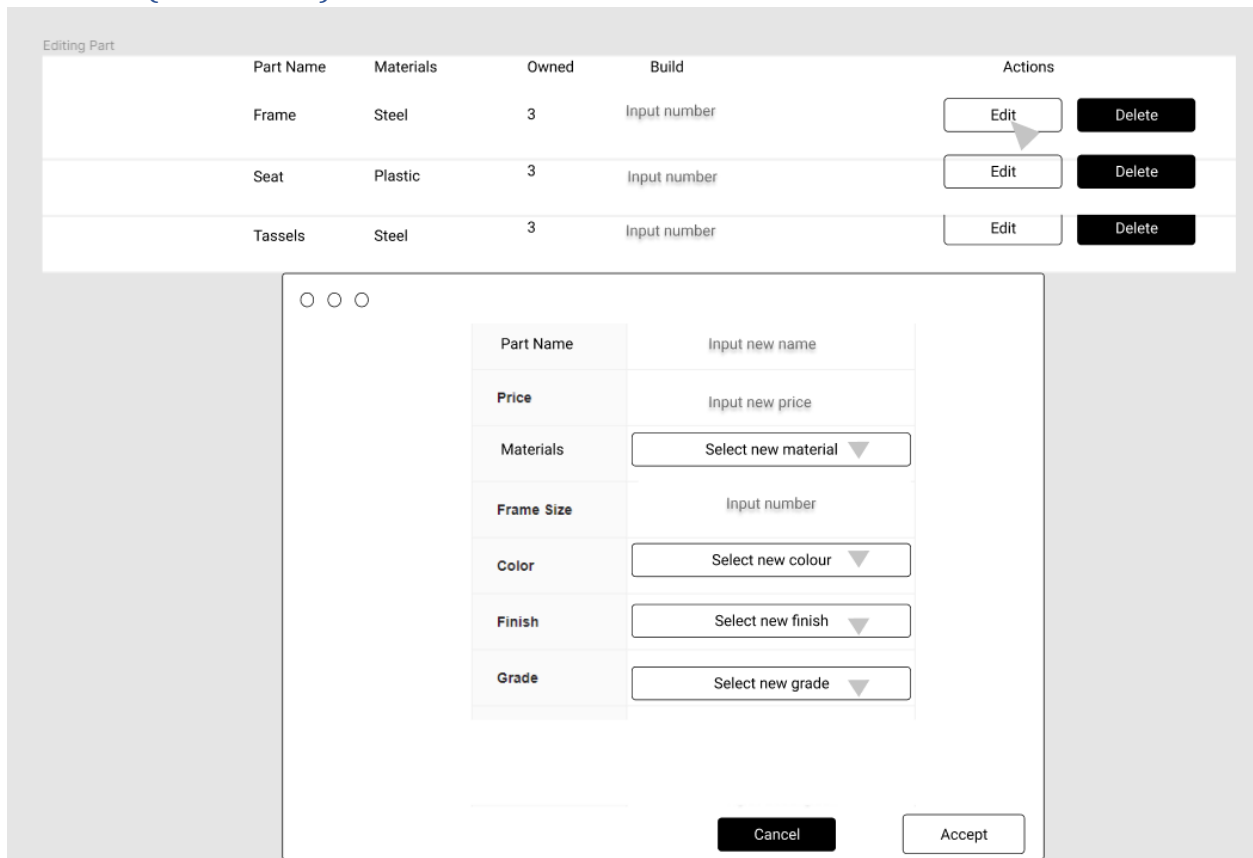 Editing Part
Part Name Materials Owned Build Actions
Frame Steel 3 Input number Edit Delete
Seat Plastic 3 Input number Edit Delete
Tassels Steel 3 Input number Edit Delete
Part Name Input new name
Price Input new price
Materials Select new material
Frame Size Input number
Color Select new colour
Finish Select new finish
Grade Select new grade
Cancel Accept